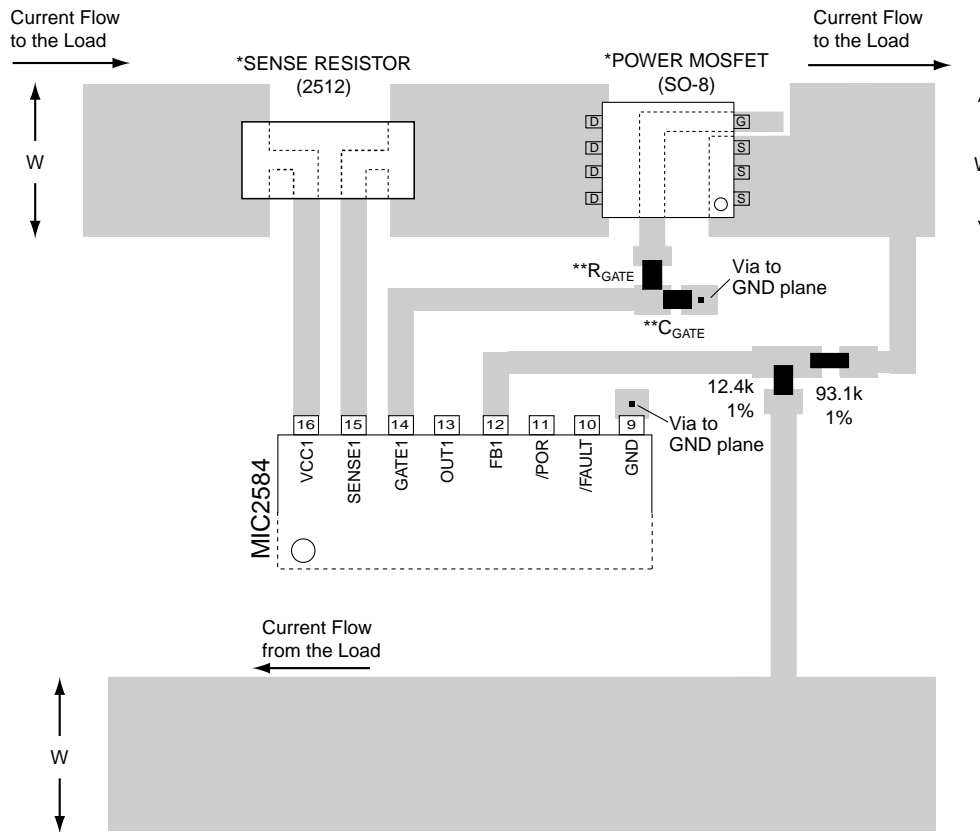 Current Flow
to the Load
Current Flow
to the Load
*SENSE RESISTOR
(2512)
*POWER MOSFET
(SO-8)
W
W
D
D
D
D
G
S
S
S
**RGATE
Via to
GND plane
**CGATE
12.4k
1%
93.1k
1%
Via to
GND plane
16
15
14
13
12
11
10
9
VCC1
SENSE1
GATE1
OUT1
FB1
/POR
/FAULT
GND
MIC2584
Current Flow
from the Load
W